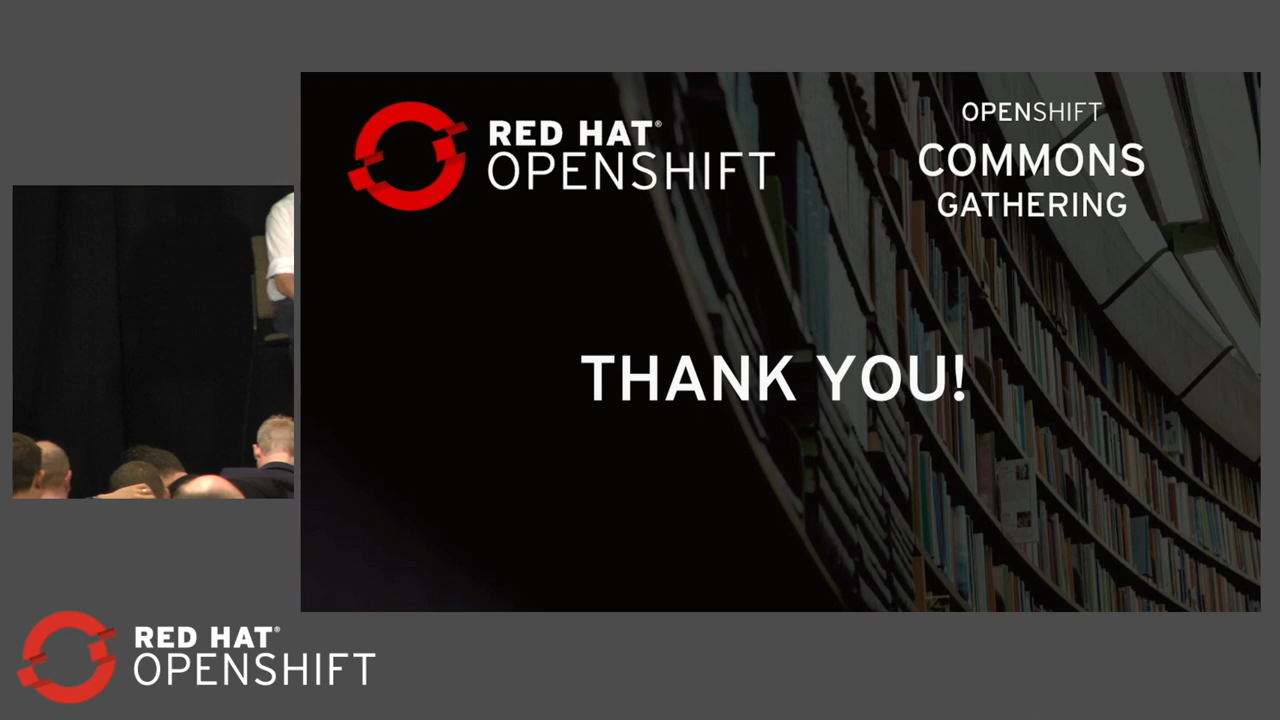 RED HAT®
OPENSHIFT
OPENSHIFT
COMMONS
GATHERING
THANK YOU!
RED HAT®
OPENSHIFT